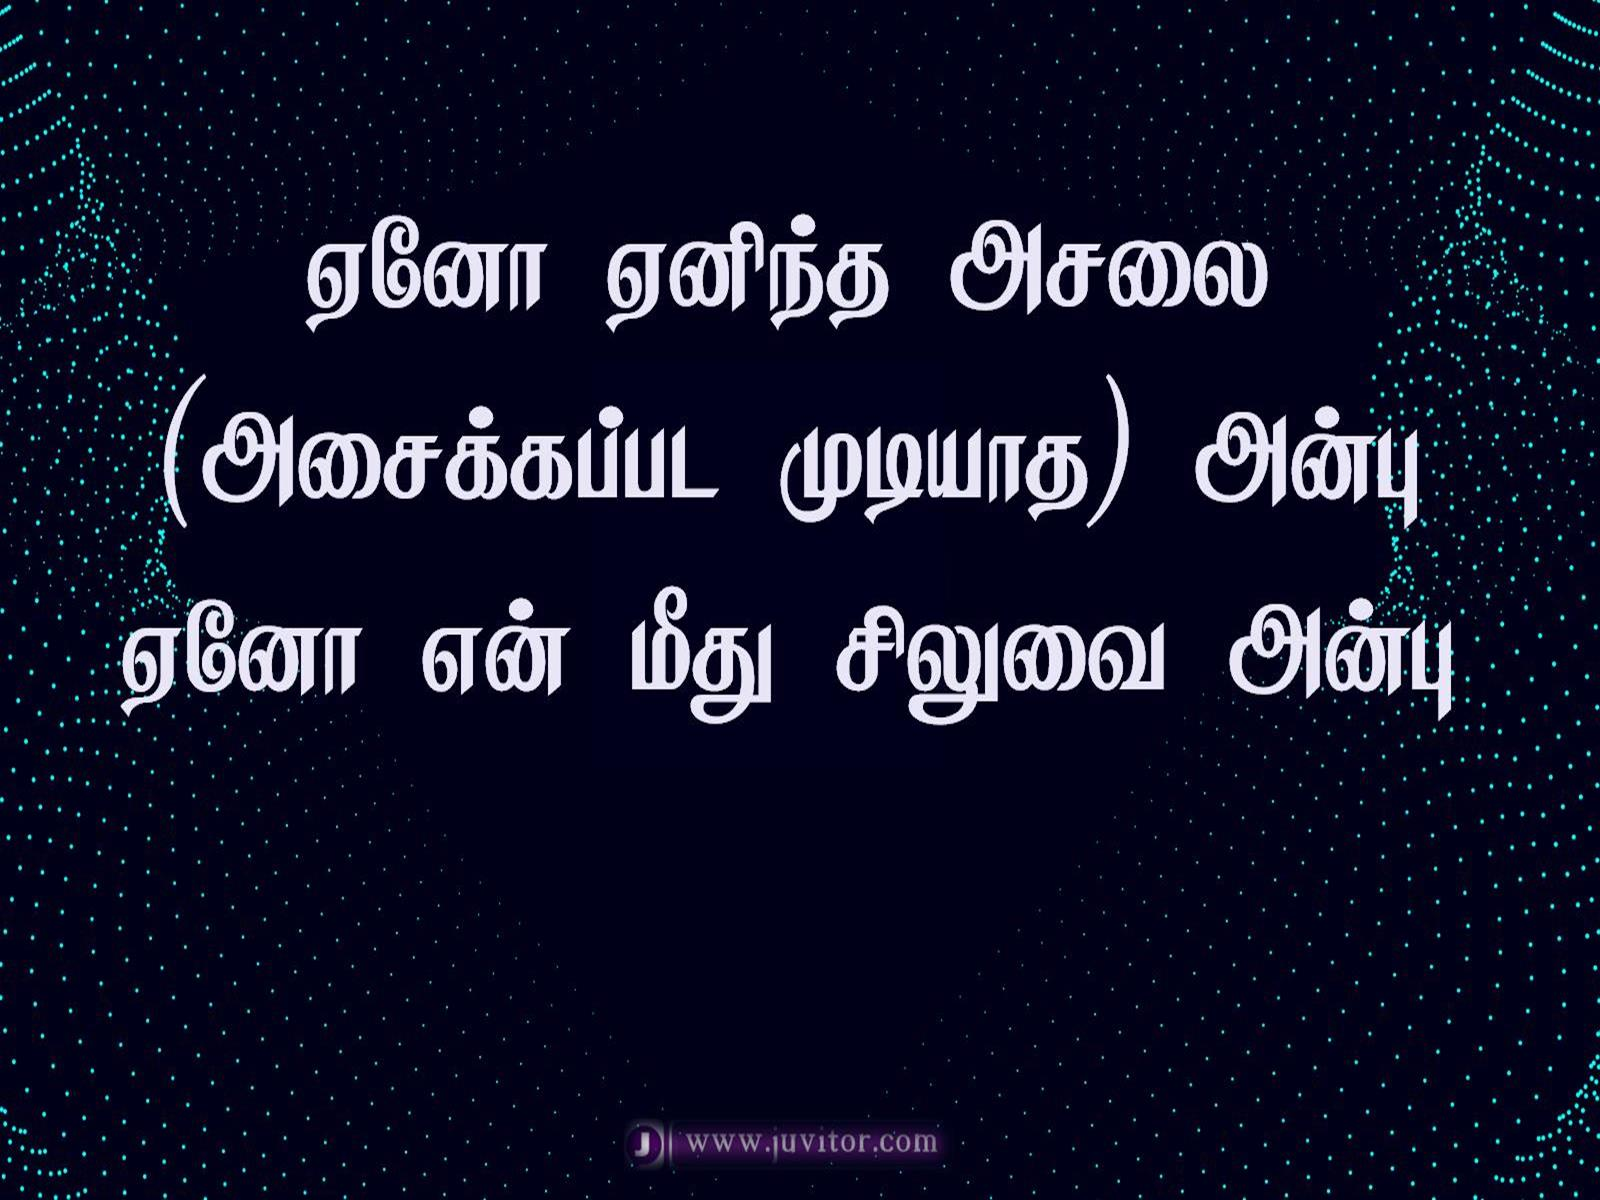 ஏனோ ஏனிந்த அசலை
(அசைக்கப்பட முடியாத) அன்பு
ஏனோ என் மீது சிலுவை அன்பு
J www.juvitor.com